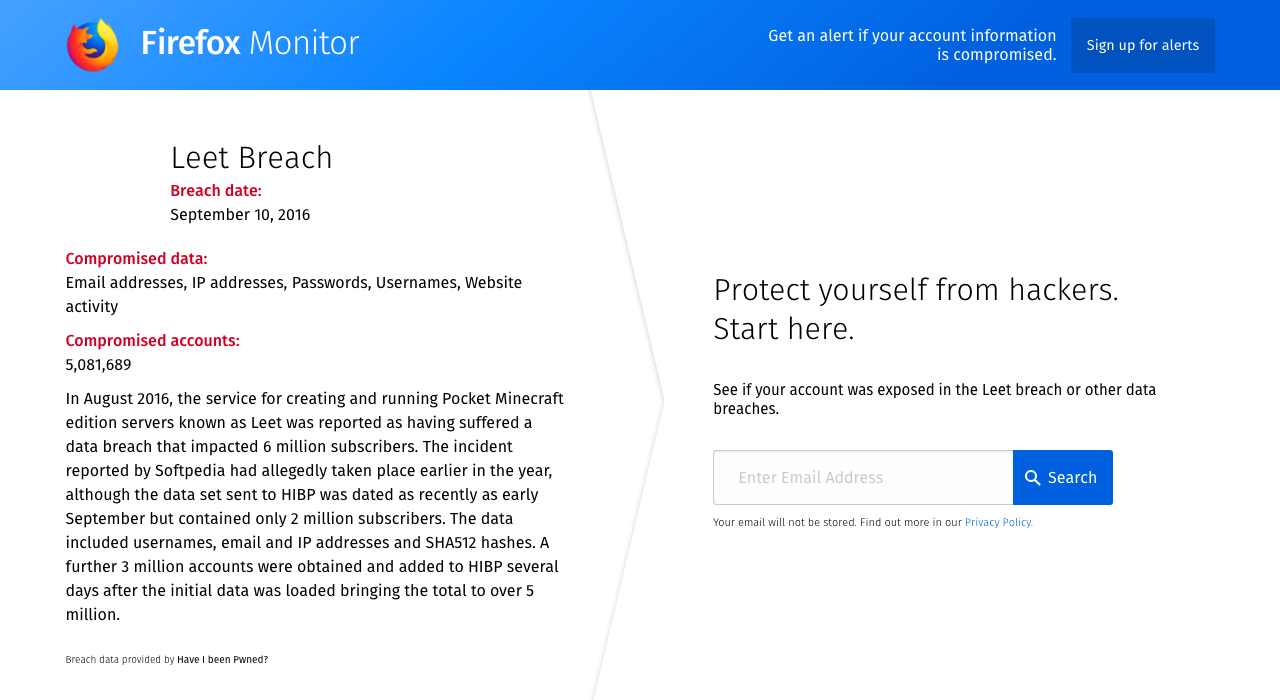 Firefox Monitor
Get an alert if your account information
is compromised.
Sign up for alerts
Leet Breach
Breach date:
September 10, 2016
Compromised data:
Email addresses, IP addresses, Passwords, Usernames, Website
activity
Compromised accounts:
5,081,689
In August 2016, the service for creating and running Pocket Minecraft
edition servers known as Leet was reported as having suffered a
data breach that impacted 6 million subscribers. The incident
reported by Softpedia had allegedly taken place earlier in the year,
although the data set sent to HIBP was dated as recently as early
September but contained only 2 million subscribers. The data
included usernames, email and IP addresses and SHA512 hashes. A
further 3 million accounts were obtained and added to HIBP several
days after the initial data was loaded bringing the total to over 5
million.
Breach data provided by Have I been Pwned?
Protect yourself from hackers.
Start here.
See if your account was exposed in the Leet breach or other data
breaches.
Enter Email Address
Search
Your email will not be stored. Find out more in our Privacy Policy.